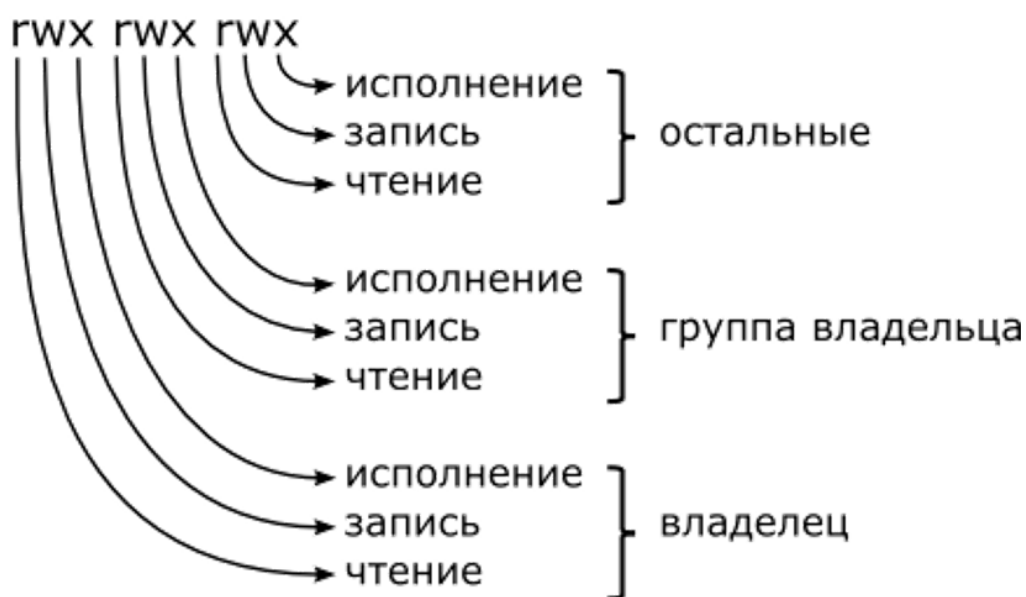 rwx rwx rwx
исполнение
запись
чтение
остальные
исполнение
запись
чтение
группа владельца
исполнение
запись
чтение
владелец